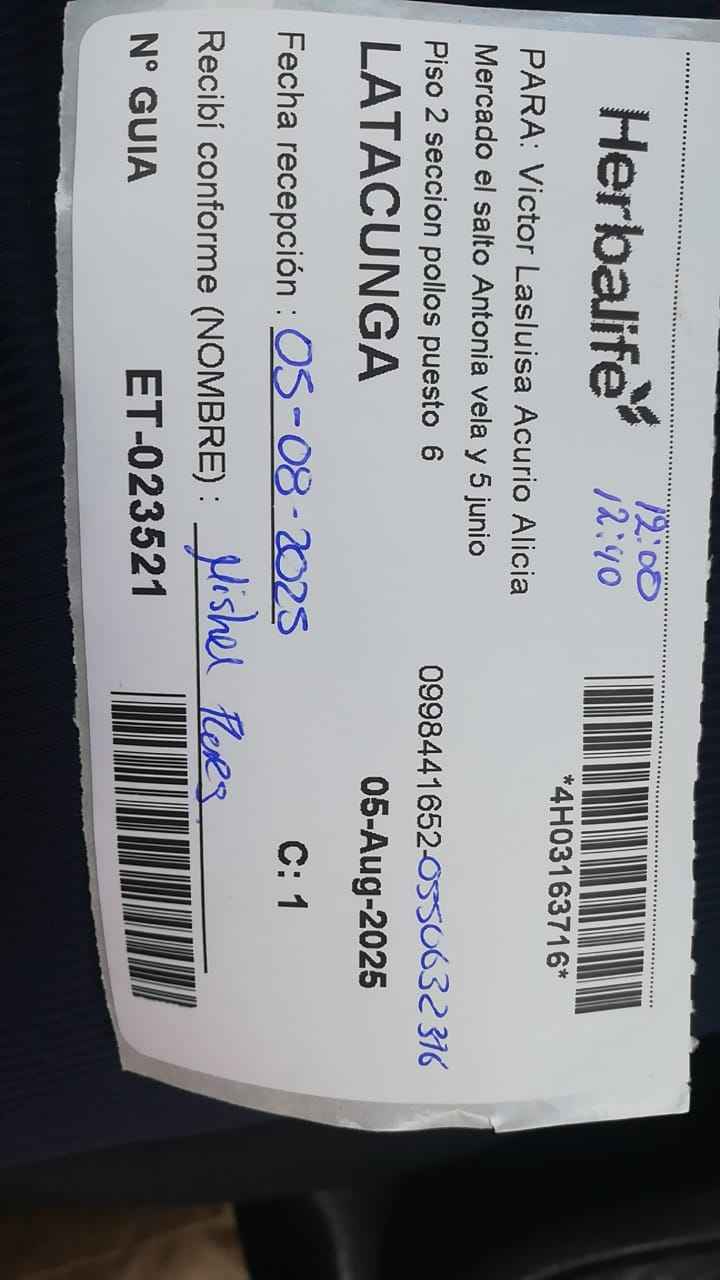 Herbalife
12:00
12:40
*4H03163716*
PARA: Victor Lasluisa Acurio Alicia
Mercado el salto Antonia vela y 5 junio
Piso 2 seccion pollos puesto 6
0998441652-0550632316
LATACUNGA
05-Aug-2025
Fecha recepción : 05-08-2025
C: 1
Recibí conforme (NOMBRE) : Mishel Flores
N° GUIA
ET-023521